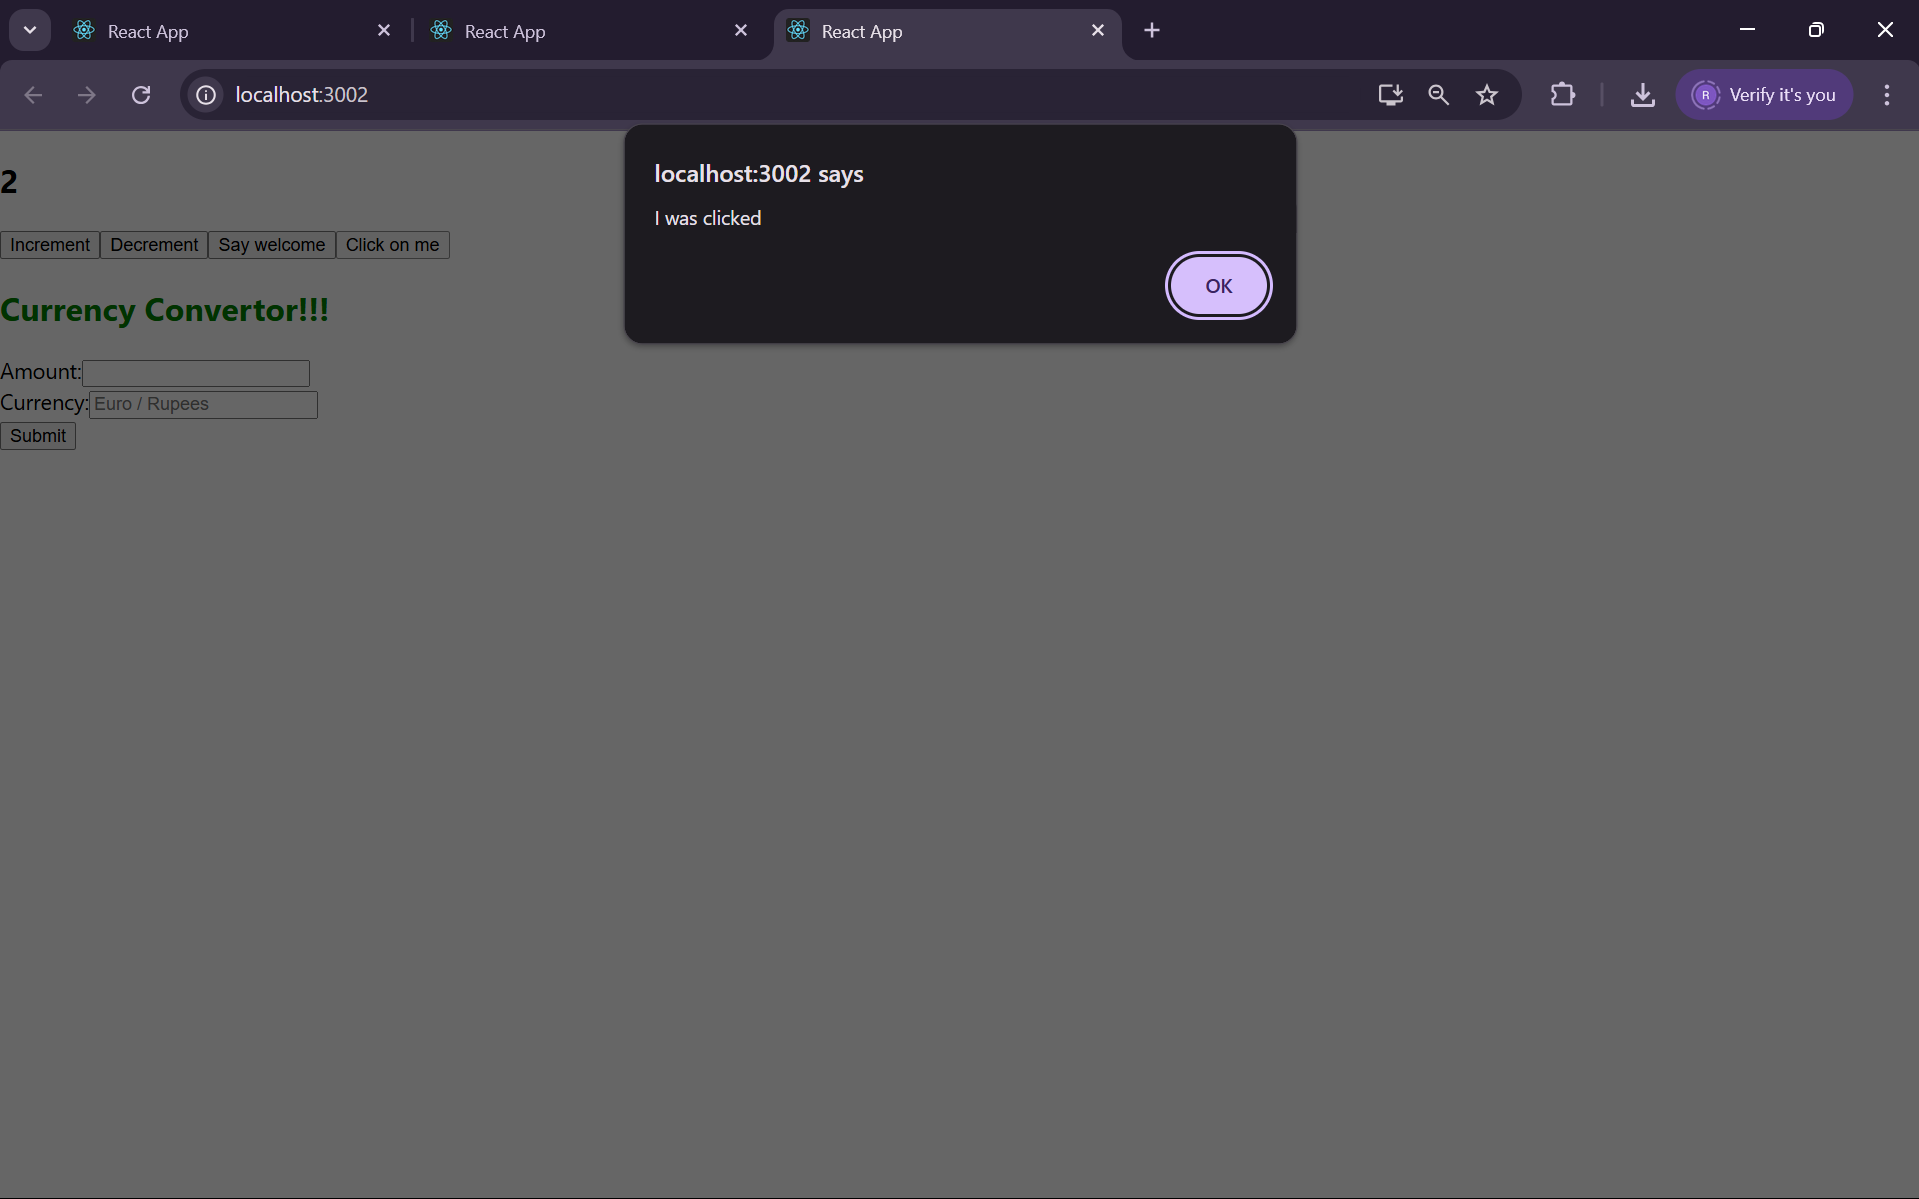 React App
React App
React App
localhost:3002
R
Verify it's you
localhost:3002 says
I was clicked
OK
2
Increment Decrement Say welcome Click on me
Currency Convertor!!!
Amount:
Currency: Euro / Rupees
Submit